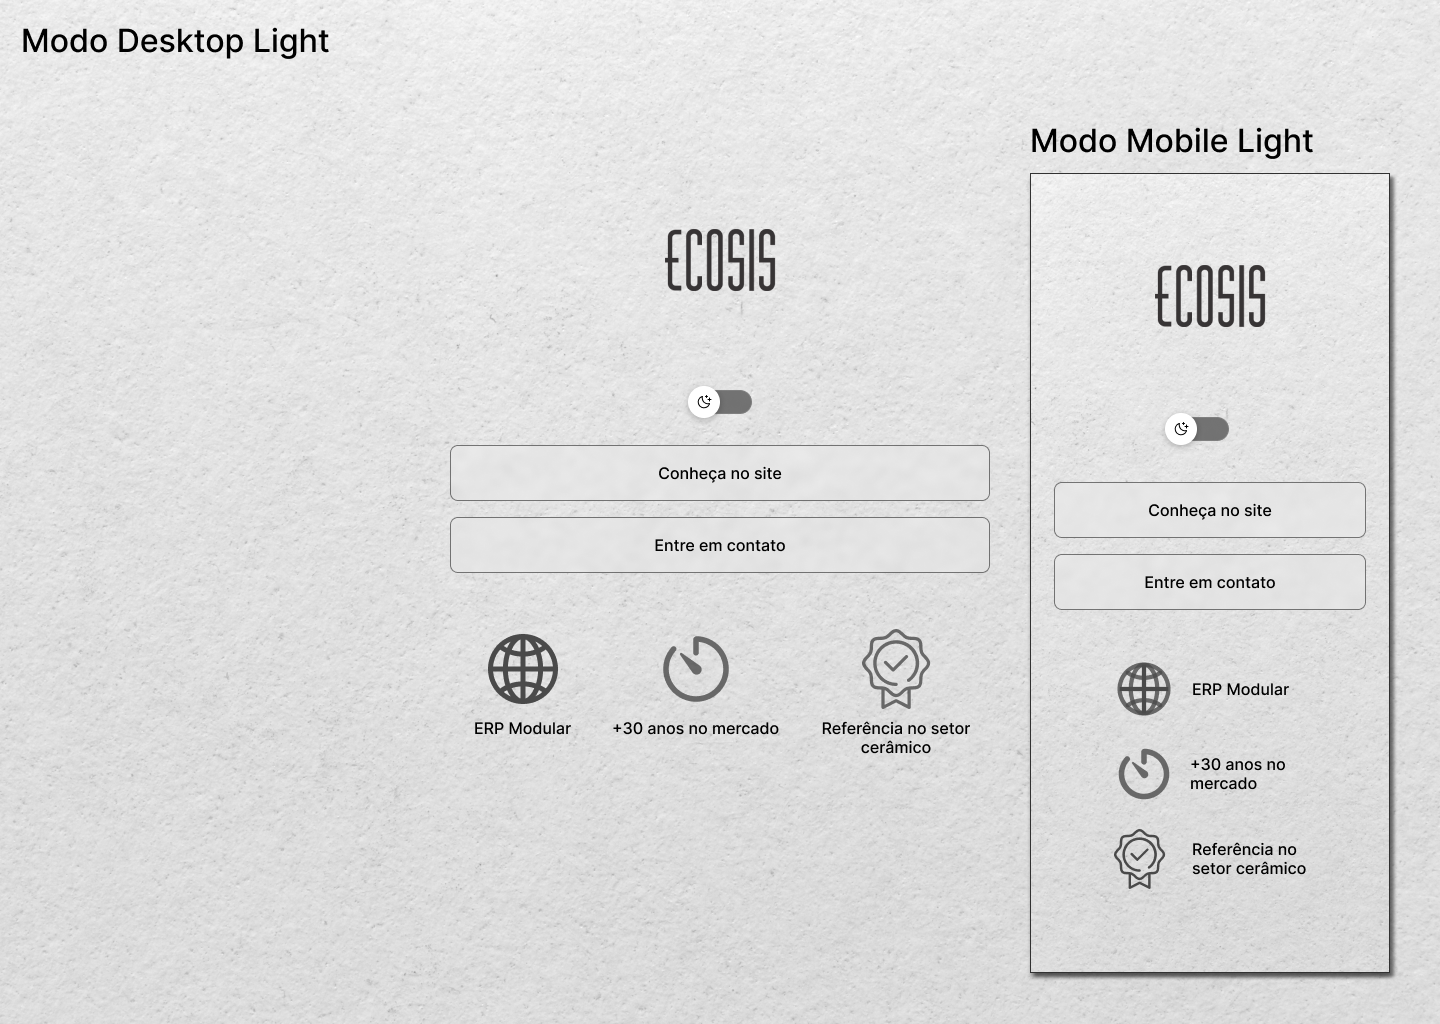 Modo Desktop Light
ECOSIS
Conheça no site
Entre em contato
ERP Modular
+30 anos no mercado
Referência no setor
cerâmico
Modo Mobile Light
ECOSIS
Conheça no site
Entre em contato
ERP Modular
+30 anos no
mercado
Referência no
setor cerâmico